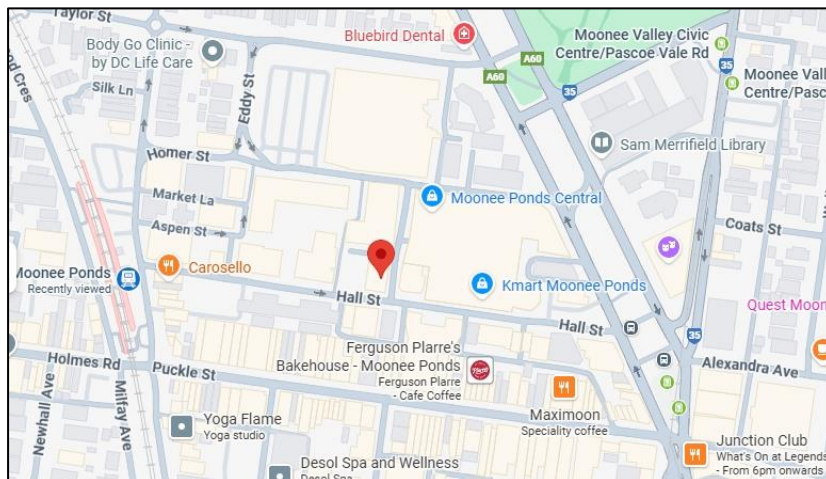 Taylor St
Bluebird Dental
A60
Moonee Valley Civic
Centre/Pascoe Vale Rd
Body Go Clinic -
by DC Life Care
A60
35
Moonee Vall
Centre/Pasc
Silk Ln
Eddy St
Sam Merrifield Library
Homer St
Market La
Moonee Ponds Central
Aspen St
Coats St
Moonee Ponds
Recently viewed
Carosello
Kmart Moonee Ponds
Hall St
Hall St
Quest Moon
35
Holmes Rd
Puckle St
Ferguson Plarre's
Bakehouse - Moonee Ponds
Ferguson Plarre
- Cafe Coffee
Alexandra Ave
Newhall Ave
Milfay Ave
Yoga Flame
Yoga studio
Maximoon
Speciality coffee
Junction Club
What's On at Legends
- From 6pm onwards
Desol Spa and Wellness